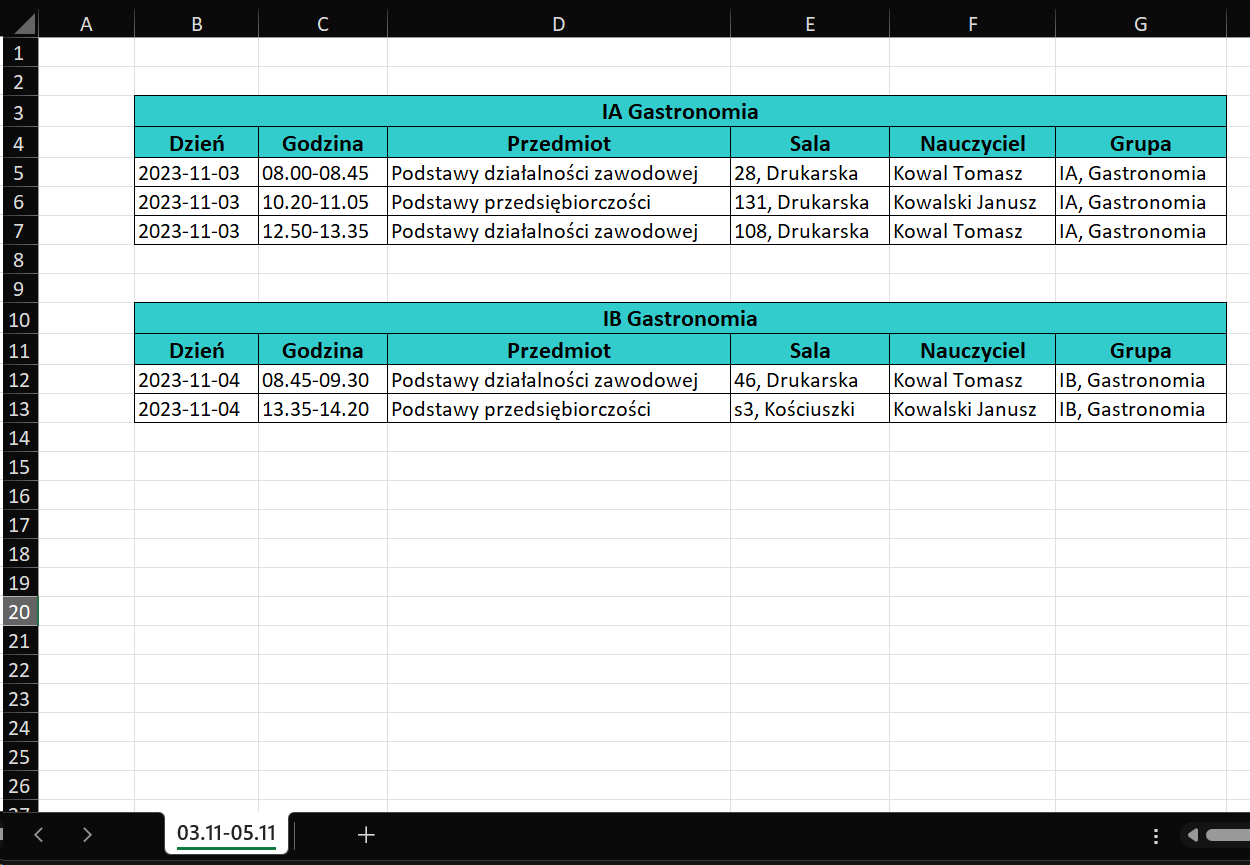 A B C D E F G
1
2
3 IA Gastronomia
4 Dzień Godzina Przedmiot Sala Nauczyciel Grupa
5 2023-11-03 08.00-08.45 Podstawy działalności zawodowej 28, Drukarska Kowal Tomasz IA, Gastronomia
6 2023-11-03 10.20-11.05 Podstawy przedsiębiorczości 131, Drukarska Kowalski Janusz IA, Gastronomia
7 2023-11-03 12.50-13.35 Podstawy działalności zawodowej 108, Drukarska Kowal Tomasz IA, Gastronomia
8
9
10 IB Gastronomia
11 Dzień Godzina Przedmiot Sala Nauczyciel Grupa
12 2023-11-04 08.45-09.30 Podstawy działalności zawodowej 46, Drukarska Kowal Tomasz IB, Gastronomia
13 2023-11-04 13.35-14.20 Podstawy przedsiębiorczości s3, Kościuszki Kowalski Janusz IB, Gastronomia
14
15
16
17
18
19
20
21
22
23
24
25
26
27
03.11-05.11